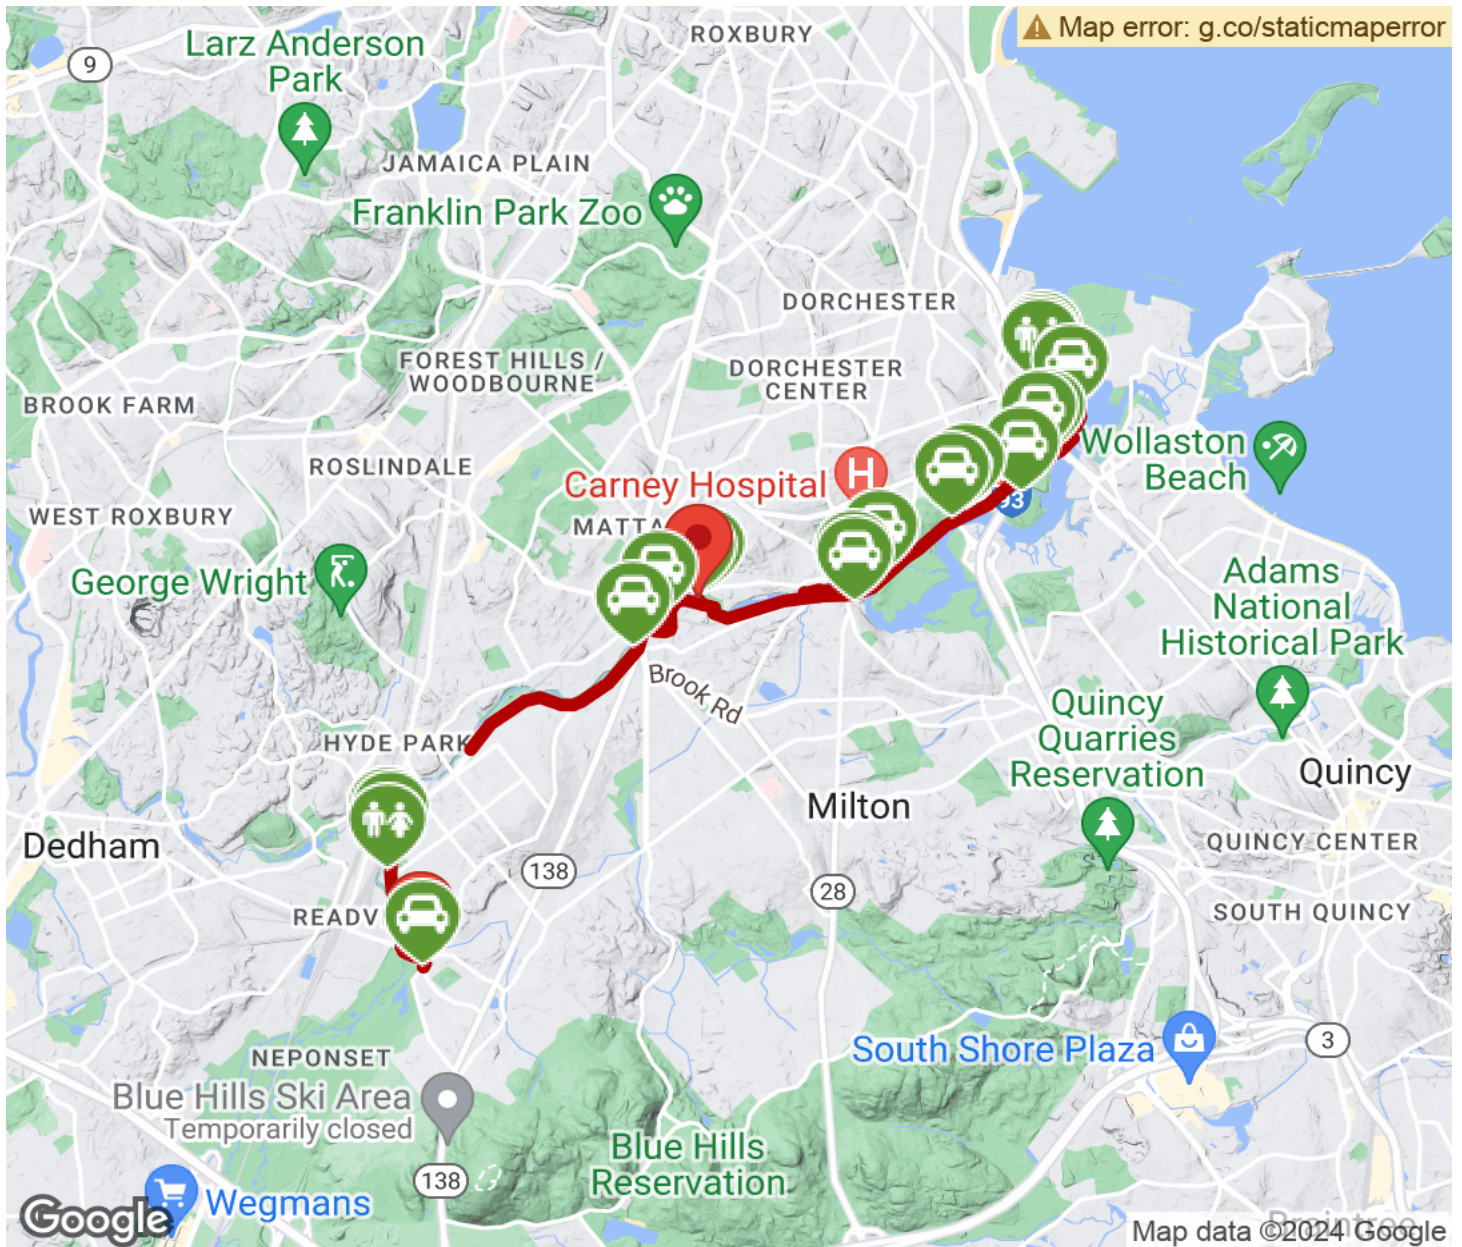 ROXBURY
Map error: g.co/staticmaperror
Larz Anderson
Park
9
JAMAICA PLAIN
Franklin Park Zoo
DORCHESTER
FOREST HILLS /
WOODBOURNE
DORCHESTER
CENTER
BROOK FARM
Wollaston
Beach
ROSLINDALE
Carney Hospital
H
93
WEST ROXBURY
MATTA
George Wright
Adams
National
Historical Park
Brook Rd
Quincy
Quarries
Reservation
HYDE PARK
Quincy
Milton
Dedham
QUINCY CENTER
138
28
READV
SOUTH QUINCY
NEPONSET
South Shore Plaza
3
Blue Hills Ski Area
Temporarily closed
Blue Hills
Reservation
138
Wegmans
Google
Braintree
Map data ©2024 Google